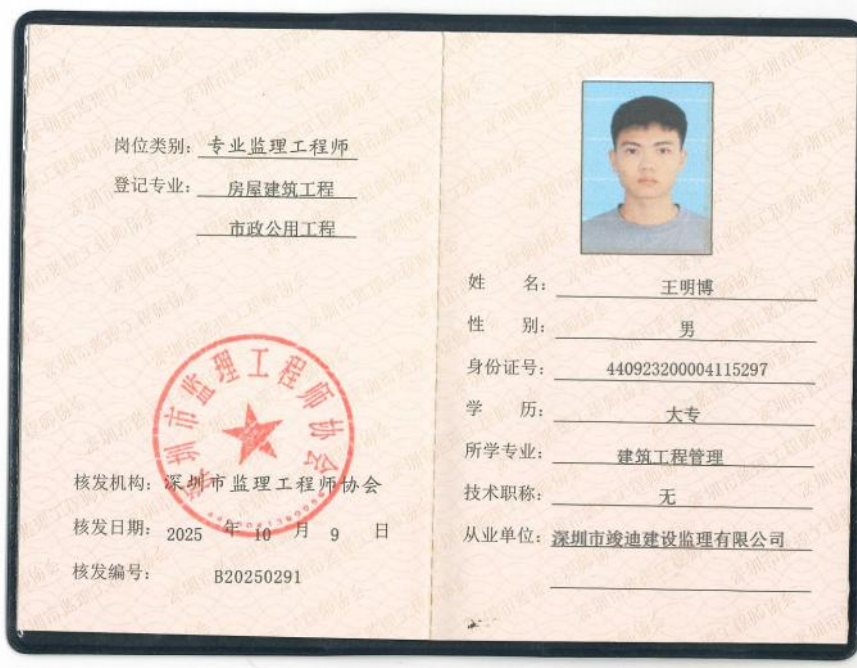 岗位类别：专业监理工程师
登记专业：房屋建筑工程
市政公用工程
深圳市监理工程师协会
核发机构：深圳市监理工程师协会
核发日期：2025 年 10 月 9 日
核发编号：B20250291
姓 名：王明博
性 别：男
身份证号：440923200004115297
学 历：大专
所学专业：建筑工程管理
技术职称：无
从业单位：深圳市竣迪建设监理有限公司